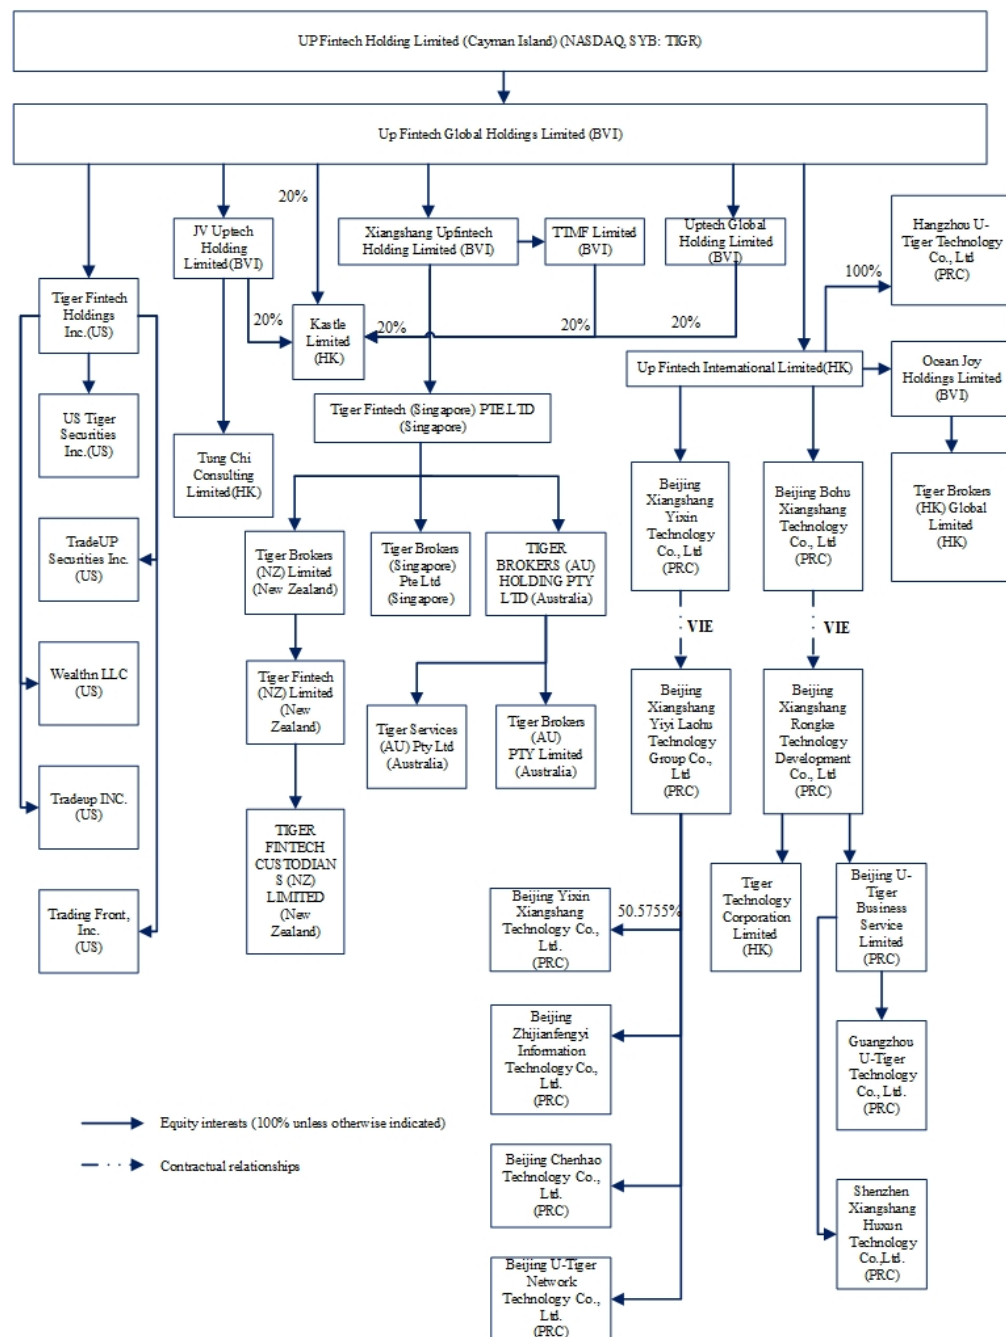 UP Fintech Holding Limited (Cayman Island) (NASDAQ, SYB: TIGR)
Up Fintech Global Holdings Limited (BVI)
20%
JV Uptech
Holding
Limited(BVI)
Xiangshang Upfintech
Holding Limited (BVI)
TTMF Limited
(BVI)
Uptech Global
Holding Limited
(BVI)
Hangzhou U-
Tiger Technology
Co., Ltd
(PRC)
100%
Tiger Fintech
Holdings
Inc.(US)
20%
Kastle
Limited
(HK)
20%
20%
20%
Up Fintech International Limited(HK)
Ocean Joy
Holdings Limited
(BVI)
US Tiger
Securities
Inc.(US)
Tiger Fintech (Singapore) PTE.LTD
(Singapore)
Tung Chi
Consulting
Limited(HK)
Beijing
Xiangshang
Yixin
Technology
Co., Ltd
(PRC)
Beijing Bohu
Xiangshang
Technology
Co., Ltd
(PRC)
Tiger Brokers
(HK) Global
Limited
(HK)
TradeUP
Securities Inc.
(US)
Tiger Brokers
(NZ) Limited
(New Zealand)
Tiger Brokers
(Singapore)
Pte Ltd
(Singapore)
TIGER
BROKERS (AU)
HOLDING PTY
LTD (Australia)
VIE
VIE
Wealthn LLC
(US)
Tiger Fintech
(NZ) Limited
(New
Zealand)
Tiger Services
(AU) Pty Ltd
(Australia)
Tiger Brokers
(AU)
PTY Limited
(Australia)
Beijing
Xiangshang
Yiyi Laohu
Technology
Group Co.,
Ltd
(PRC)
Beijing
Xiangshang
Rongke
Technology
Development
Co., Ltd
(PRC)
Tradeup INC.
(US)
TIGER
FINTECH
CUSTODIAN
S (NZ)
LIMITED
(New
Zealand)
Trading Front,
Inc.
(US)
Beijing Yixin
Xiangshang
Technology Co.,
Ltd.
(PRC)
50.5755%
Tiger
Technology
Corporation
Limited
(HK)
Beijing U-
Tiger
Business
Service
Limited
(PRC)
Beijing
Zhijianfengyi
Information
Technology Co.,
Ltd.
(PRC)
Guangzhou
U-Tiger
Technology
Co., Ltd.
(PRC)
Equity interests (100% unless otherwise indicated)
Contractual relationships
Beijing Chenhao
Technology Co.,
Ltd.
(PRC)
Shenzhen
Xiangshang
Huxun
Technology
Co.,Ltd.
(PRC)
Beijing U-Tiger
Network
Technology Co.,
Ltd.
(PRC)